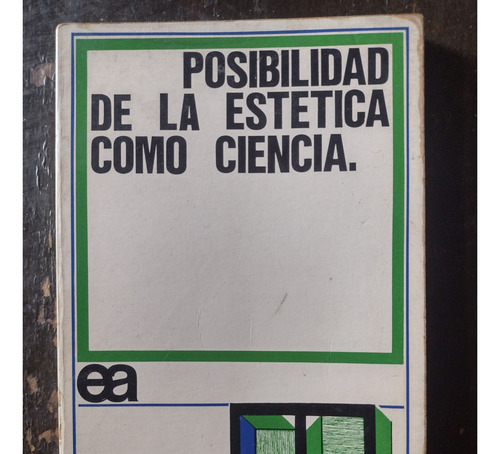 POSIBILIDAD
DE LA ESTETICA
COMO CIENCIA.
ea